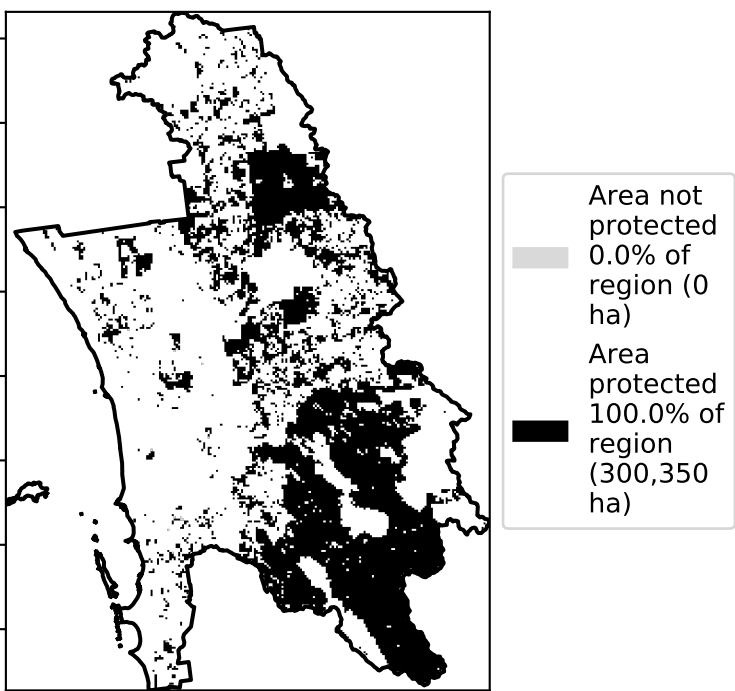 Area not
protected
0.0% of
region (0
ha)
Area
protected
100.0% of
region
(300,350
ha)